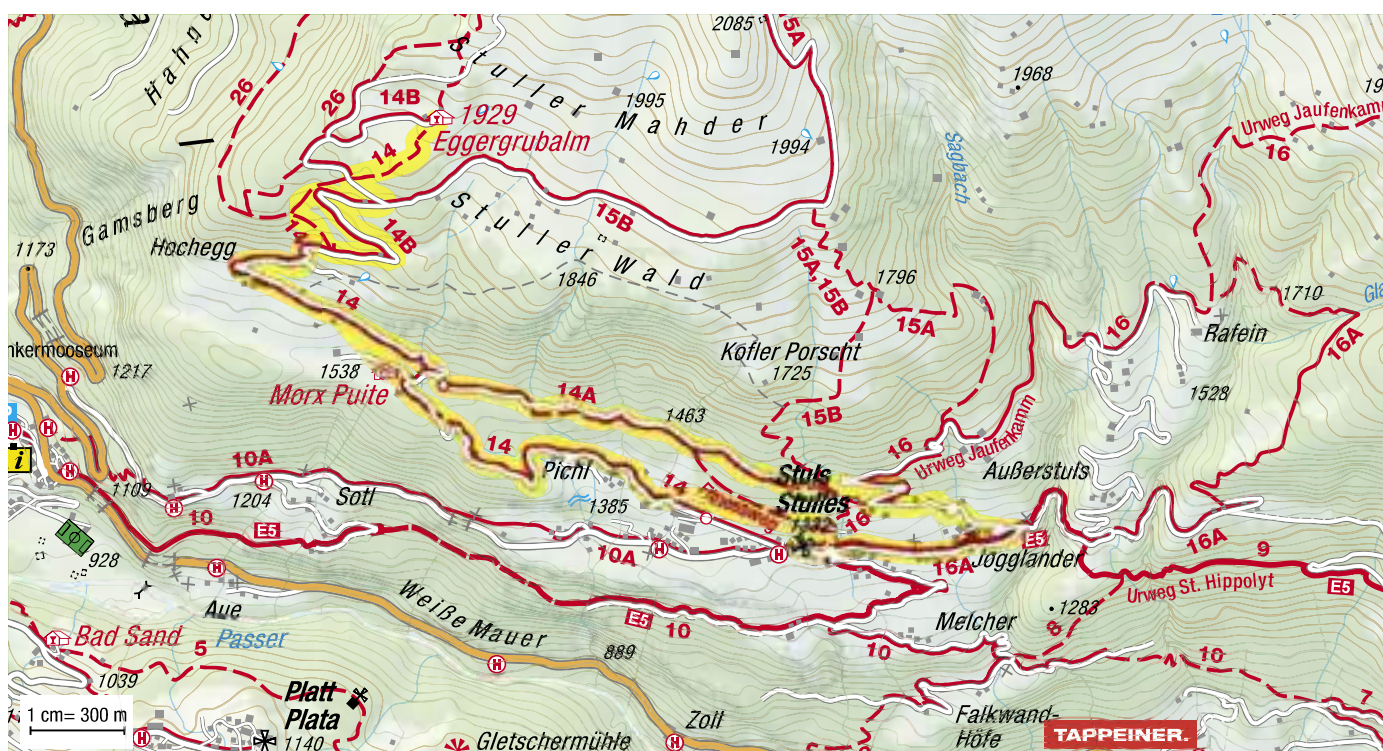 Hahnp
2085
15A
26
26
14B
1929
Eggergrubalm
Stuller
Mahder
1995
1994
1968
Sagbach
Urweg Jaufenkamm
16
14
Gamsberg
14
14B
15B
Stuller Wald
Hochegg
1173
1846
15A,15B
1796
15A
1710
Rafein
16
16A
14
nkermooseum
1217
1538
Morx Puite
14A
1463
Kofler Porscht
1725
15B
1528
16
Urweg Jaufenkamm
14
Pichl
10A
1109
1204
Sotl
10
E5
1385
14
Stuls
Stulles
16
Außerstuls
i
928
10A
16A
E5
Jogglander
16A
9
E5
Urweg St. Hippolyt
Aue
Passer
Weiße Mauer
E5
10
Melcher
1283
8
Bad Sand
5
889
10
10
7
1039
Platt
Plata
1140
Zoll
Gletschermühle
Falkwand-
Höfe
1 cm= 300 m
TAPPEINER.